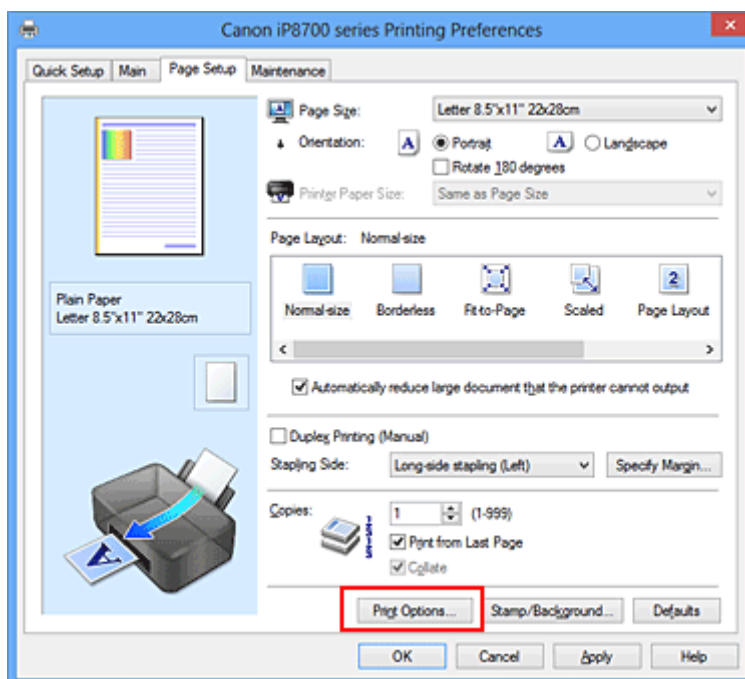 Canon iP8700 series Printing Preferences
Quick Setup Main Page Setup Maintenance
Page Size: Letter 8.5"x11" 22x28cm
Orientation: A Portrait A Landscape
Rotate 180 degrees
Printer Paper Size: Same as Page Size
Page Layout: Normal-size
2
Normal-size Borderless Fit-to-Page Scaled Page Layout
Plain Paper
Letter 8.5"x11" 22x28cm
Automatically reduce large document that the printer cannot output
Duplex Printing (Manual)
Stapling Side: Long-side stapling (Left) Specify Margin...
Copies: 1 (1-999)
Print from Last Page
Collate
A
Print Options... Stamp/Background... Defaults
OK Cancel Apply Help